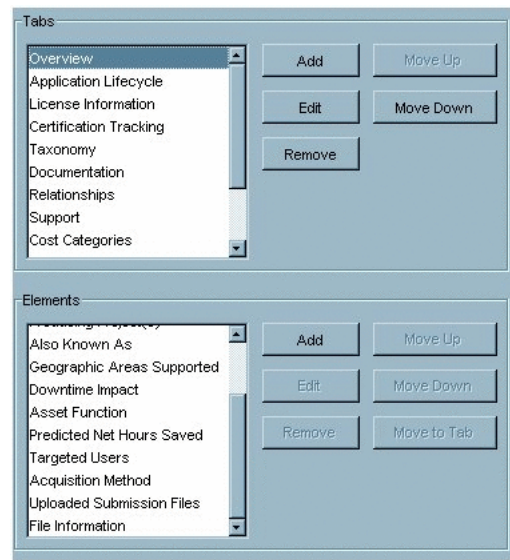 Tabs
Overview
Application Lifecycle
License Information
Certification Tracking
Taxonomy
Documentation
Relationships
Support
Cost Categories
Add
Move Up
Edit
Move Down
Remove
Elements
Also Known As
Geographic Areas Supported
Downtime Impact
Asset Function
Predicted Net Hours Saved
Targeted Users
Acquisition Method
Uploaded Submission Files
File Information
Add
Move Up
Edit
Move Down
Remove
Move to Tab